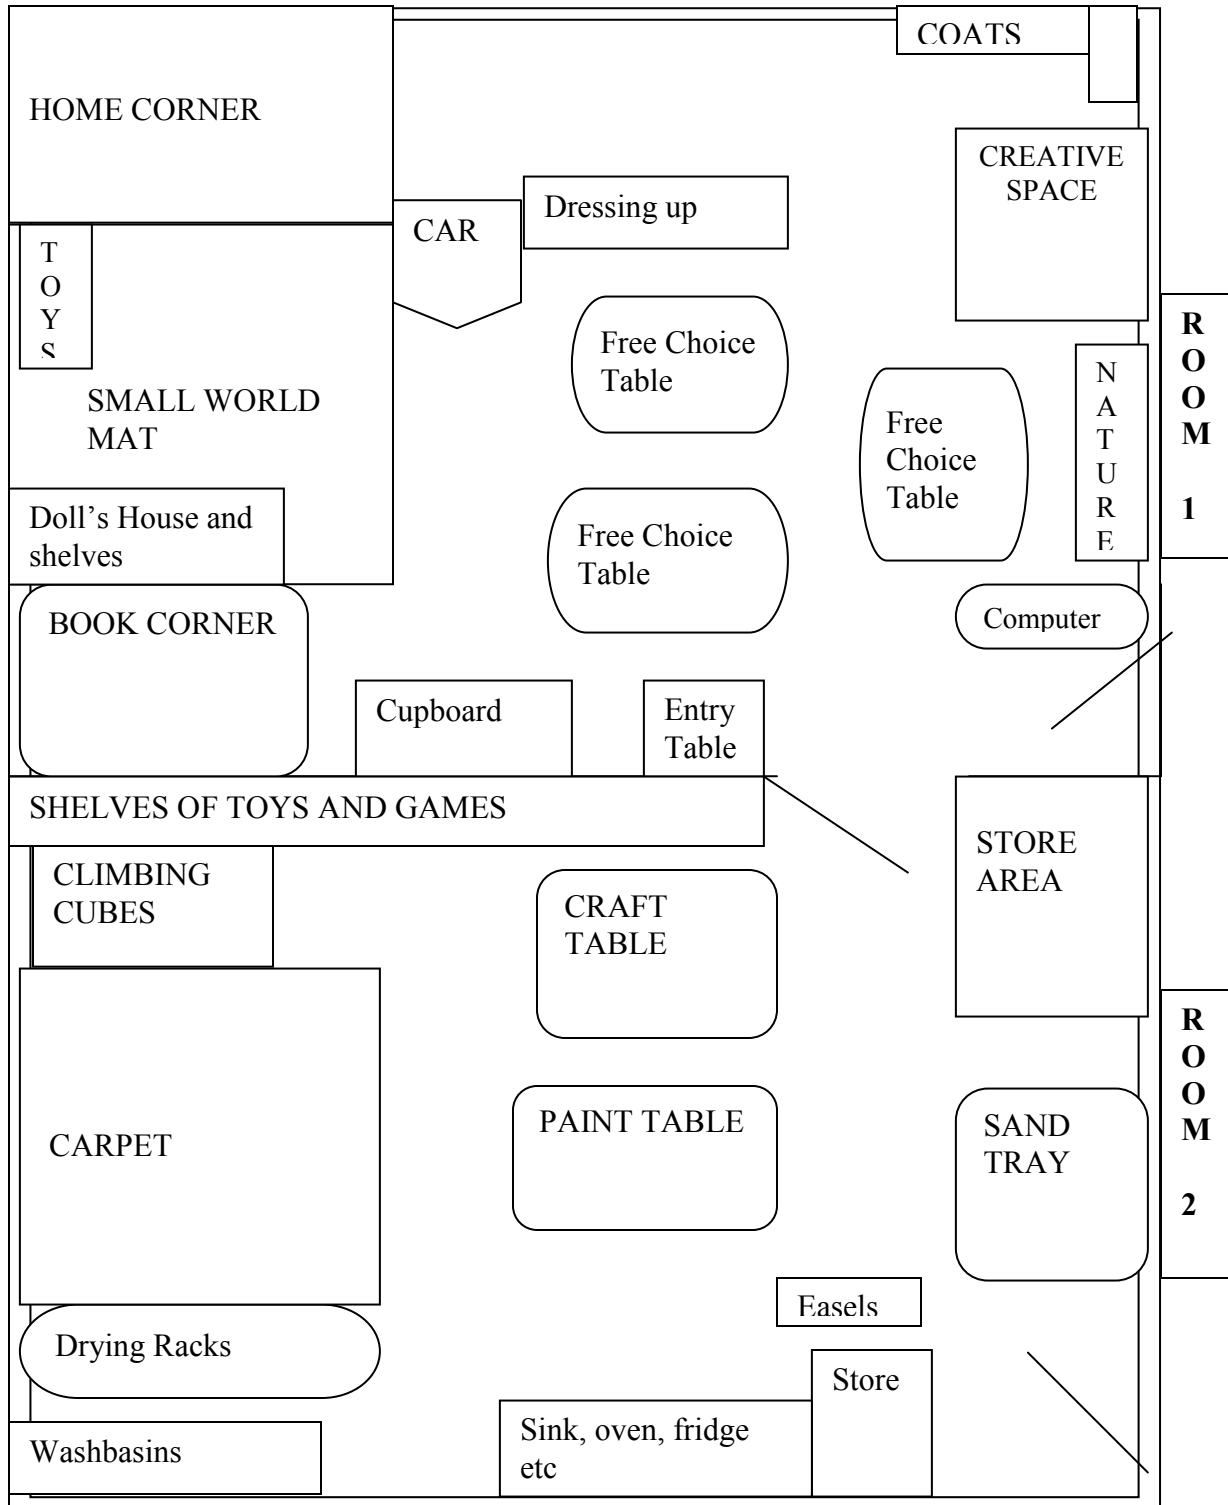 COATS
HOME CORNER
CREATIVE
SPACE
Dressing up
CAR
T
O
Y
S
Free Choice
Table
R
O
O
M
1
N
A
T
U
R
E
SMALL WORLD
MAT
Free
Choice
Table
Doll's House and
shelves
Free Choice
Table
BOOK CORNER
Computer
Cupboard
Entry
Table
SHELVES OF TOYS AND GAMES
STORE
AREA
CLIMBING
CUBES
CRAFT
TABLE
R
O
O
M
2
CARPET
PAINT TABLE
SAND
TRAY
Easels
Drying Racks
Store
Washbasins
Sink, oven, fridge
etc